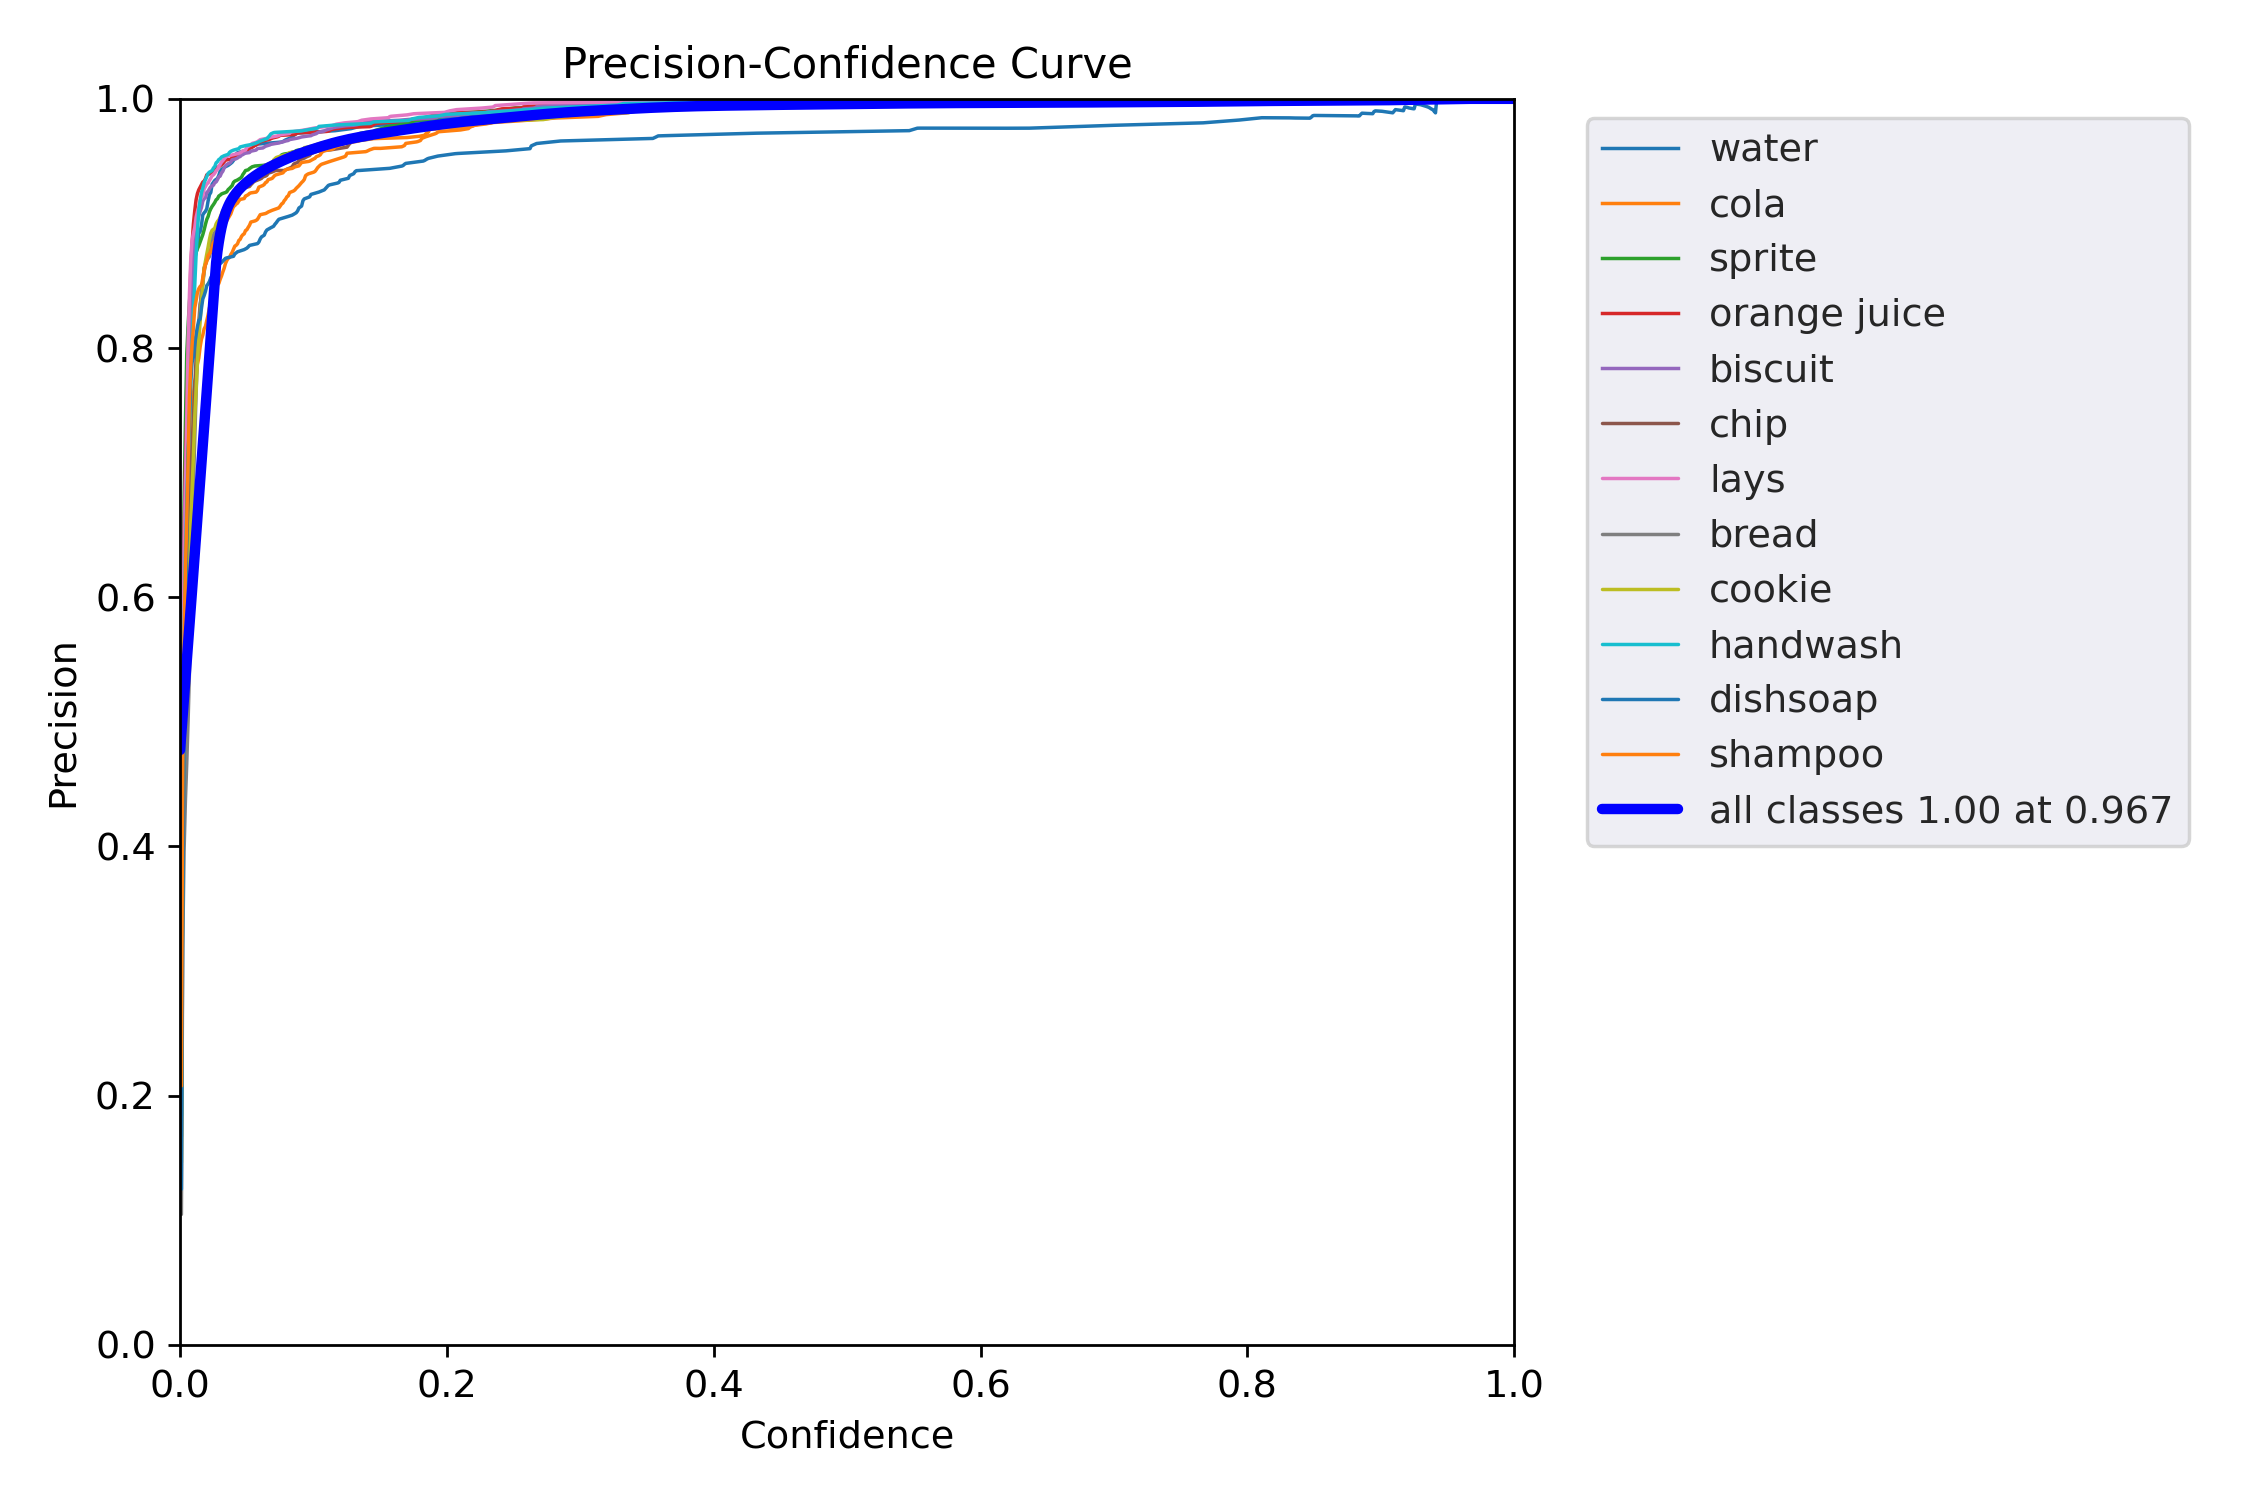 Precision-Confidence Curve
1.0
0.8
0.6
0.4
0.2
0.0
Precision
0.0 0.2 0.4 0.6 0.8 1.0
Confidence
water
cola
sprite
orange juice
biscuit
chip
lays
bread
cookie
handwash
dishsoap
shampoo
all classes 1.00 at 0.967